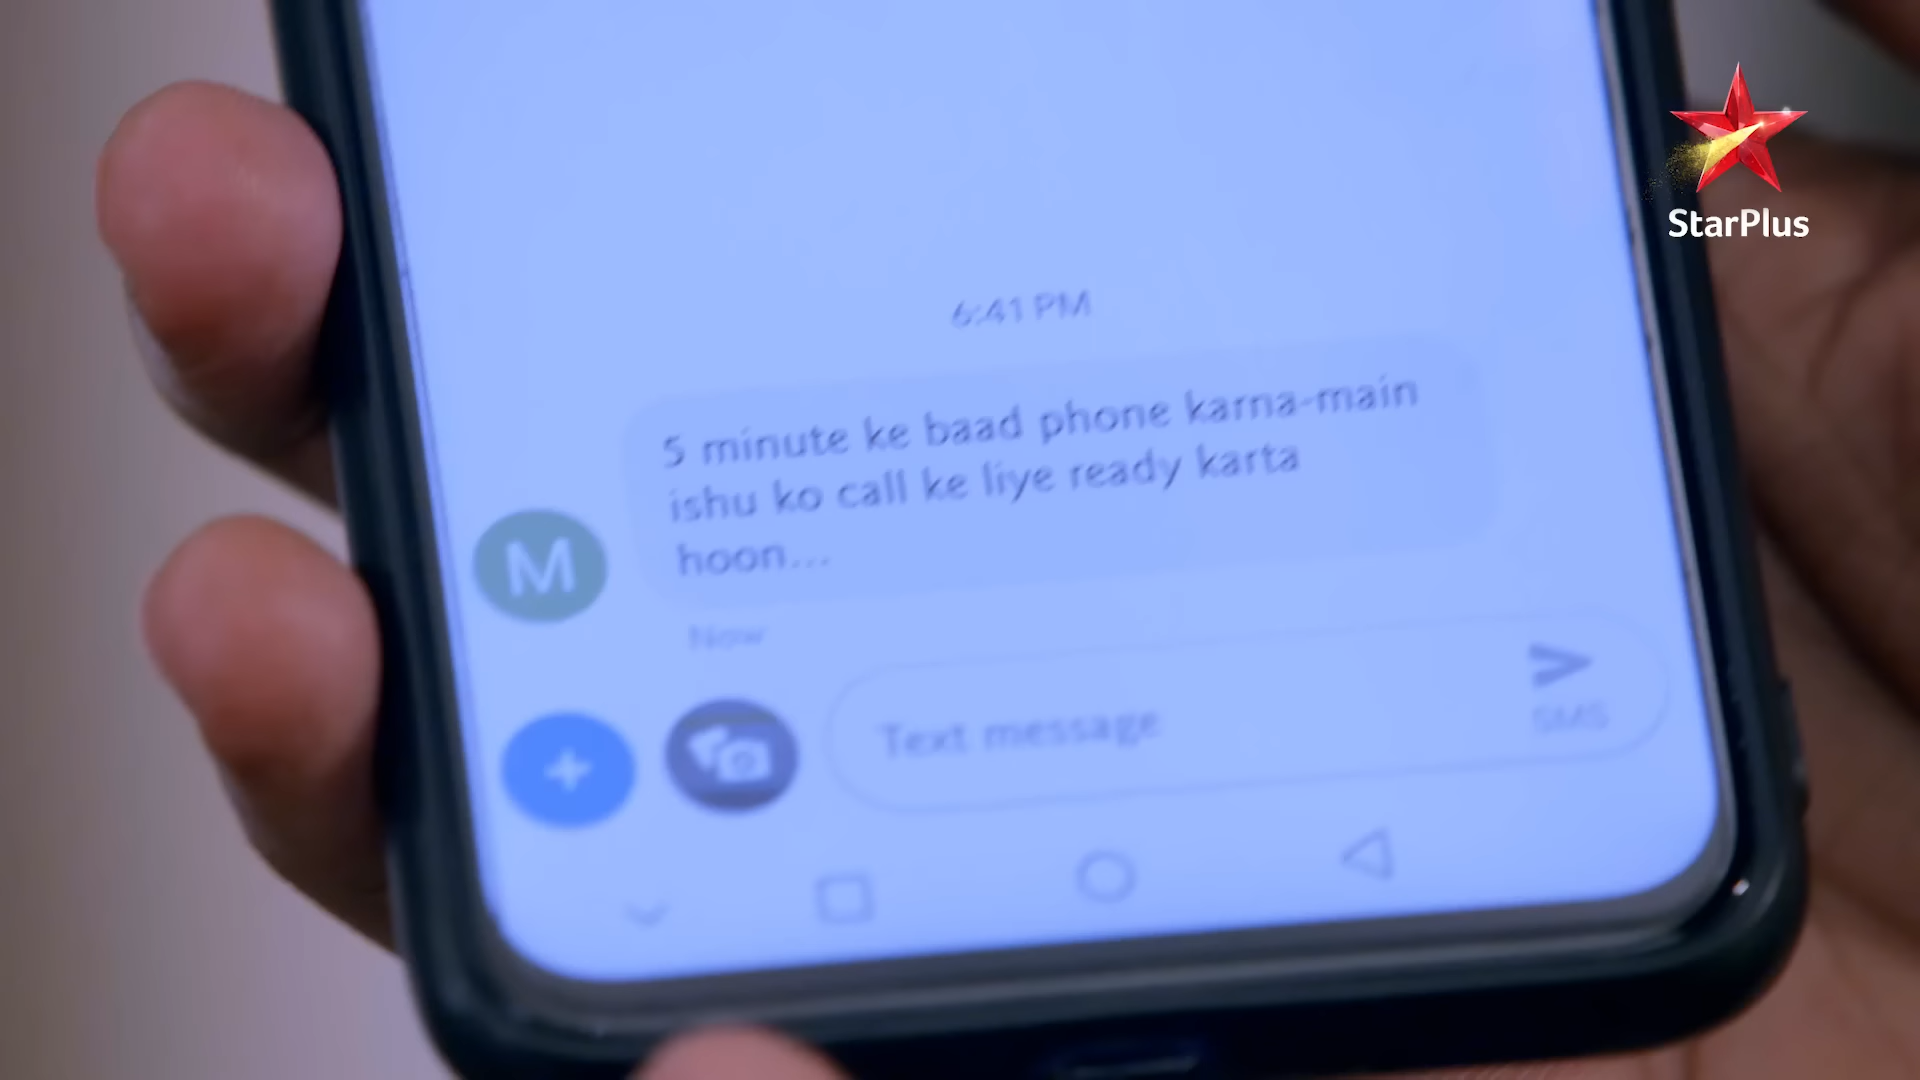 StarPlus
6:41 PM
5 minute ke baad phone karna-main
ishu ko call ke liye ready karta
hoon...
M
Now
Text message
SMS